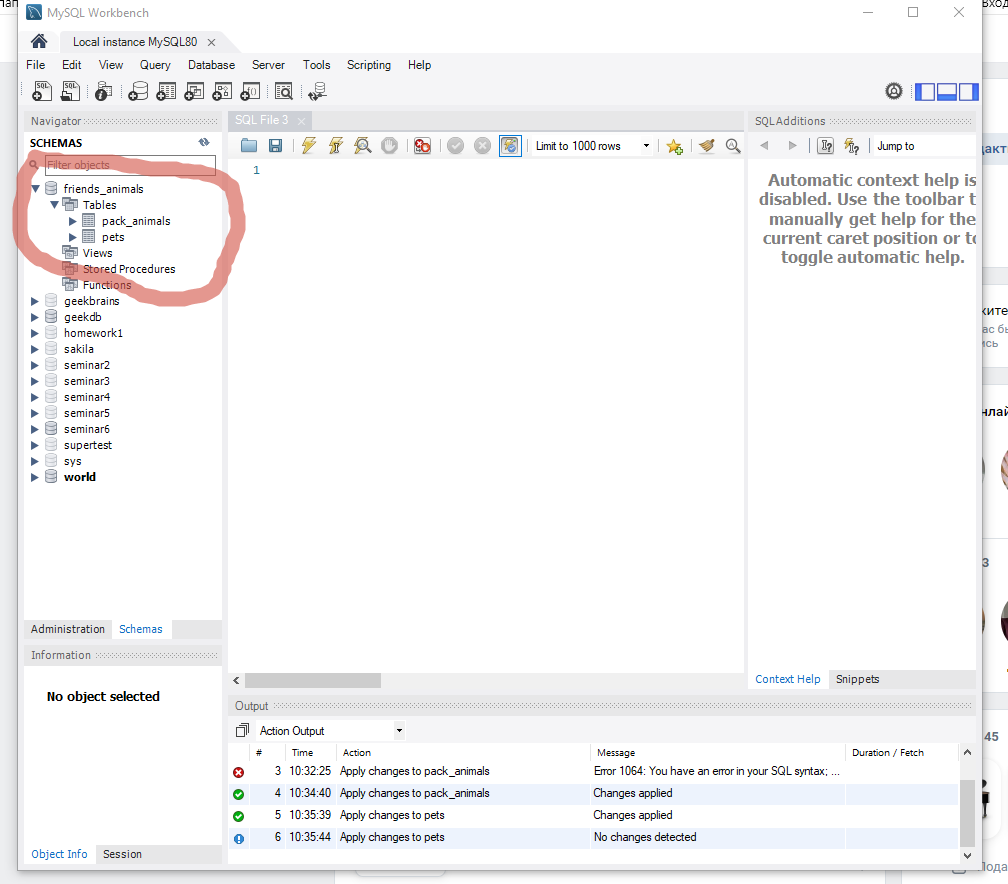 MySQL Workbench
Local instance MySQL80
File Edit View Query Database Server Tools Scripting Help
Navigator
SCHEMAS
Filter objects
friends_animals
Tables
pack_animals
pets
Views
Stored Procedures
Functions
geekbrains
geekdb
homework1
sakila
seminar2
seminar3
seminar4
seminar5
seminar6
supertest
sys
world
Administration Schemas
Information
No object selected
Object Info Session
SQL File 3
Limit to 1000 rows
1
SQLAdditions
Jump to
Automatic context help is
disabled. Use the toolbar t
manually get help for the
current caret position or to
toggle automatic help.
Context Help Snippets
Output
Action Output
# Time Action Message Duration / Fetch
3 10:32:25 Apply changes to pack_animals Error 1064: You have an error in your SQL syntax; ...
4 10:34:40 Apply changes to pack_animals Changes applied
5 10:35:39 Apply changes to pets Changes applied
6 10:35:44 Apply changes to pets No changes detected
45